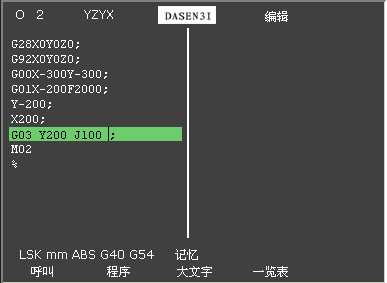 O 2 YZYX DASEN3I 编辑
G28X0Y0Z0;
G92X0Y0Z0;
G00X-300Y-300;
G01X-200F2000;
Y-200;
X200;
G03 Y200 J100 ;
M02
%
LSK mm ABS G40 G54 记忆
呼叫 程序 大文字 一览表